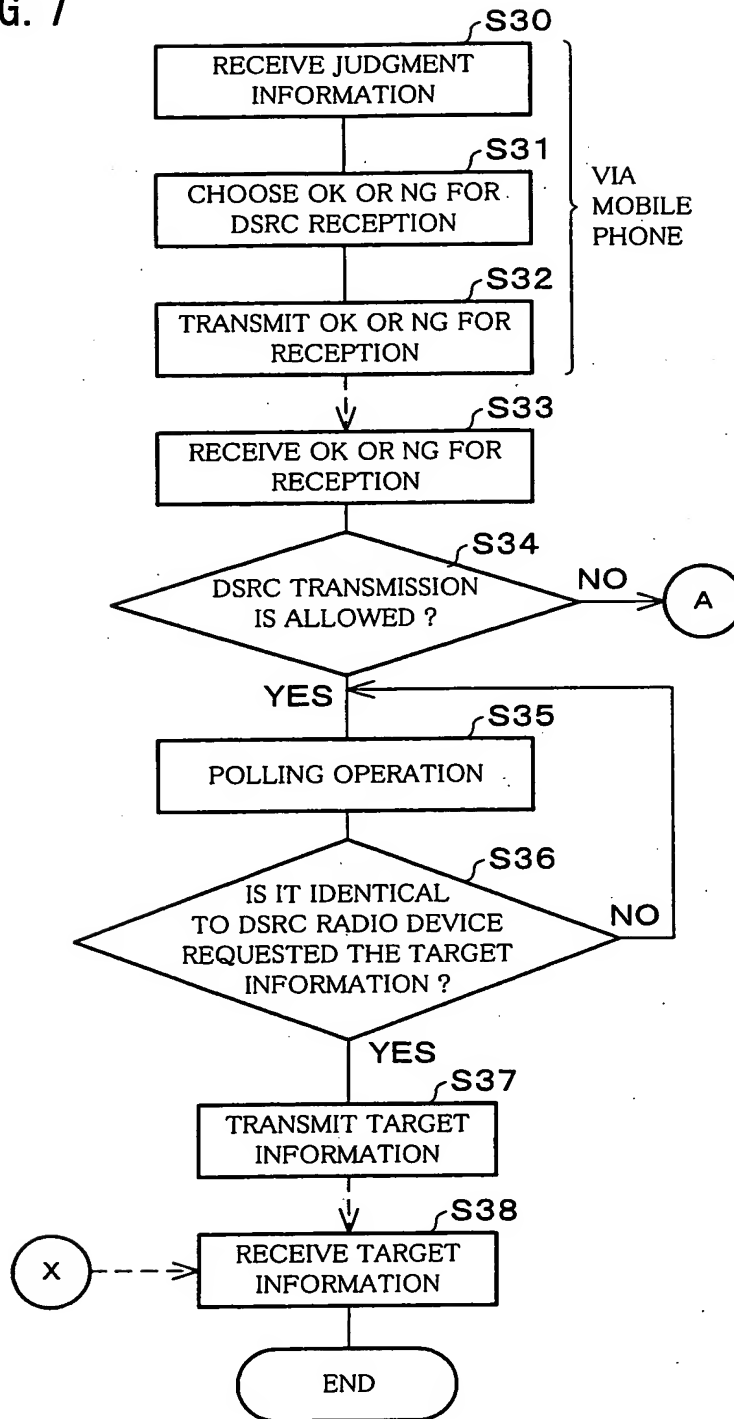 G. 7
S30
RECEIVE JUDGMENT
INFORMATION
S31
CHOOSE OK OR NG FOR
DSRC RECEPTION
VIA
MOBILE
PHONE
S32
TRANSMIT OK OR NG FOR
RECEPTION
S33
RECEIVE OK OR NG FOR
RECEPTION
S34
DSRC TRANSMISSION
IS ALLOWED ?
NO
A
YES
S35
POLLING OPERATION
S36
IS IT IDENTICAL
TO DSRC RADIO DEVICE
REQUESTED THE TARGET
INFORMATION ?
NO
YES
S37
TRANSMIT TARGET
INFORMATION
S38
X
RECEIVE TARGET
INFORMATION
END